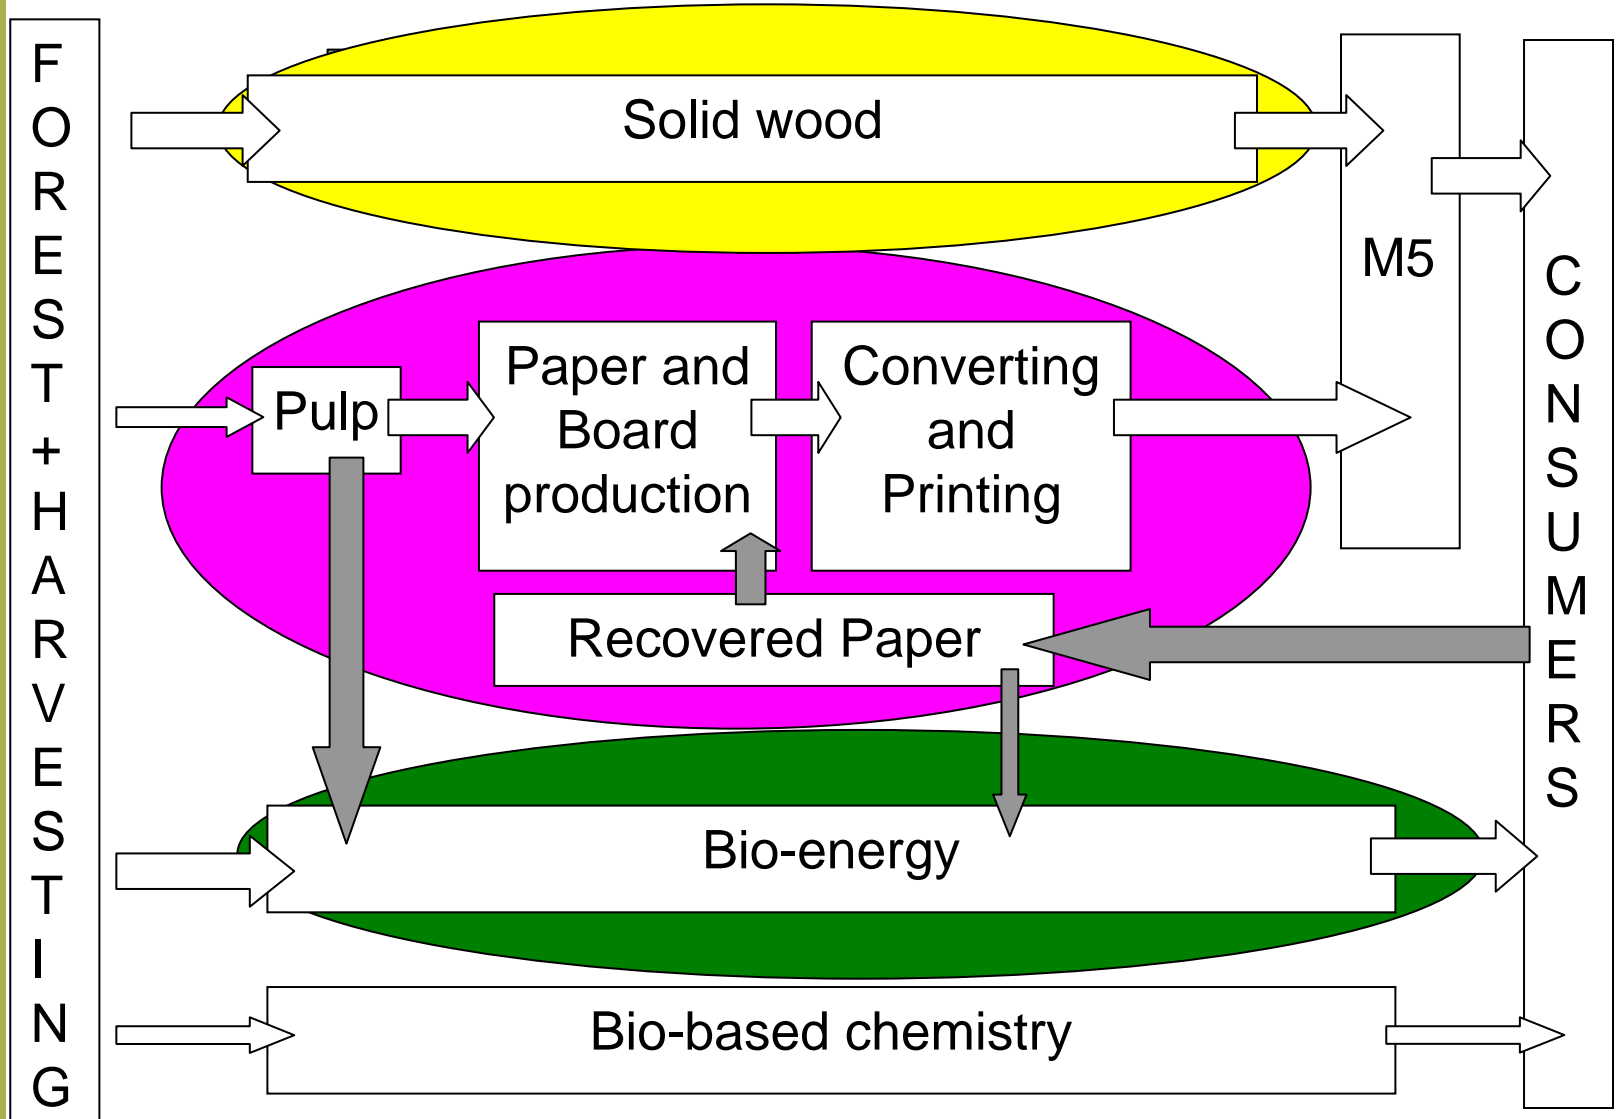 FOREST+HARVESTING
Solid wood
M5
CONSUMERS
Pulp
Paper and
Board
production
Converting
and
Printing
Recovered Paper
Bio-energy
Bio-based chemistry